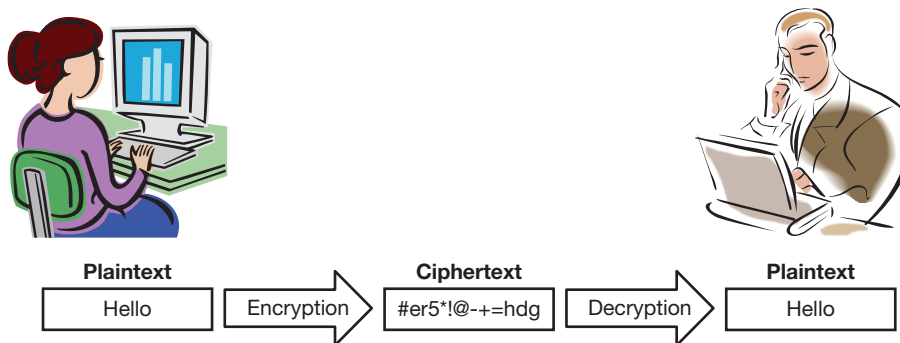 Plaintext Ciphertext Plaintext
Hello Encryption #er5*!@-+=hdg Decryption Hello